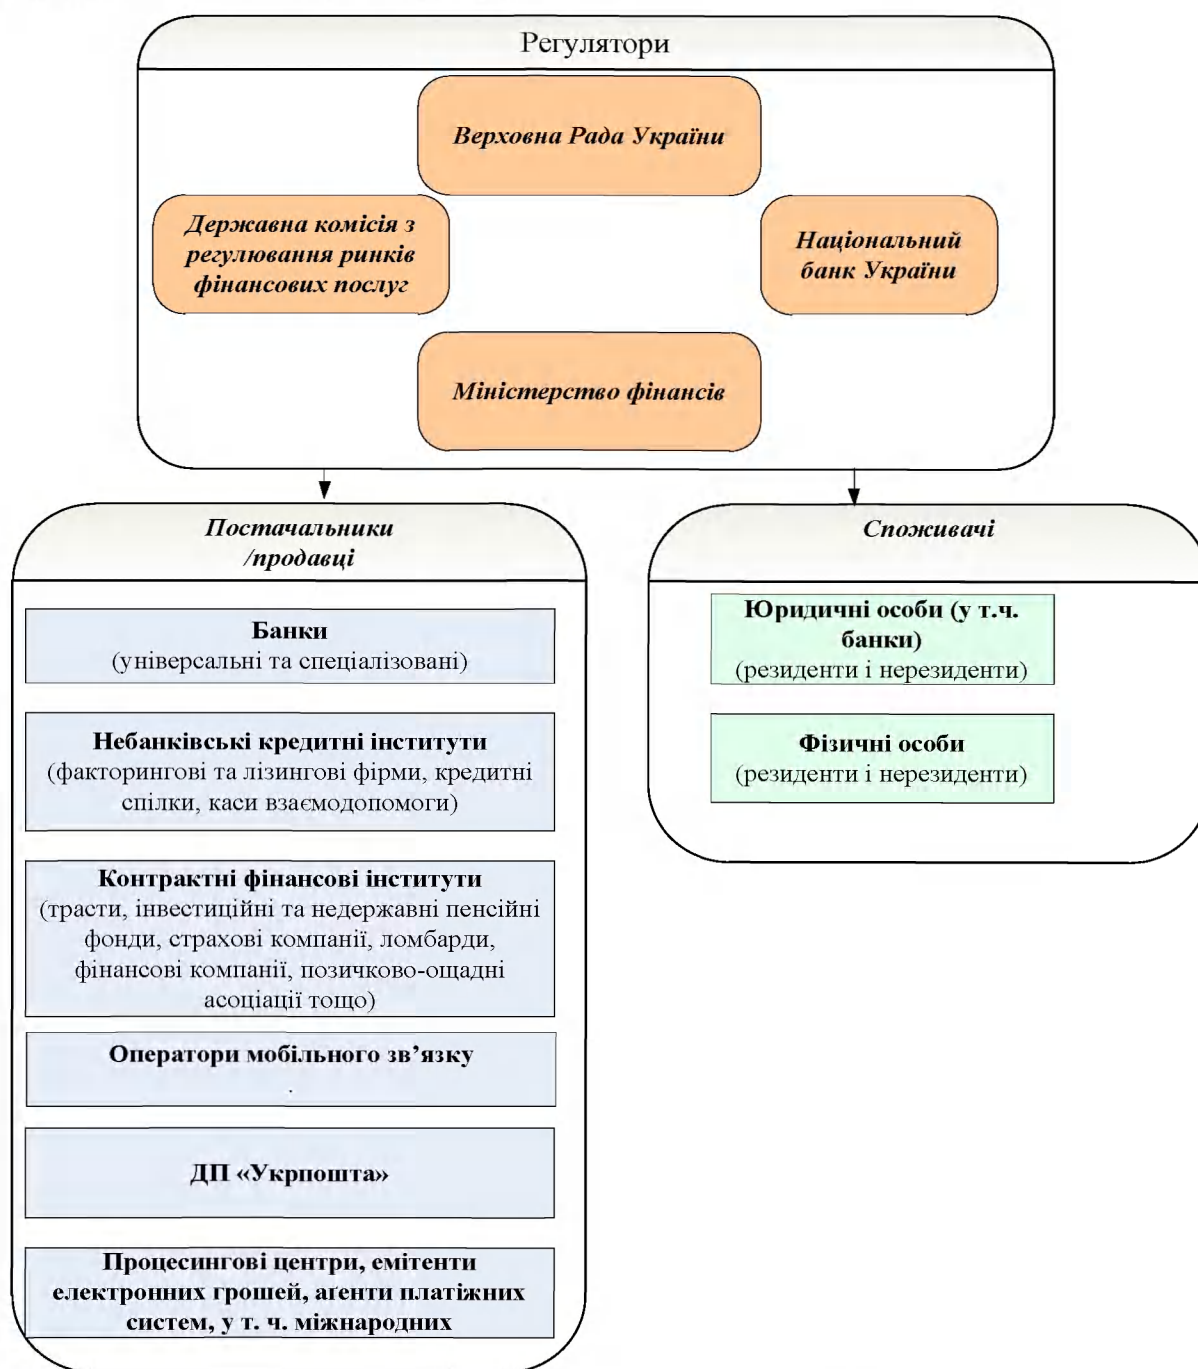 Регулятори
Верховна Рада України
Державна комісія з
регулювання ринків
фінансових послуг
Національний
банк України
Міністерство фінансів
Постачальники
/продавці
Банки
(універсальні та спеціалізовані)
Небанківські кредитні інститути
(факторингові та лізингові фірми, кредитні
спілки, каси взаємодопомоги)
Контрактні фінансові інститути
(трасти, інвестиційні та недержавні пенсійні
фонди, страхові компанії, ломбарди,
фінансові компанії, позичково-ощадні
асоціації тощо)
Оператори мобільного зв’язку
.
ДП «Укрпошта»
Процесингові центри, емітенти
електронних грошей, агенти платіжних
систем, у т. ч. міжнародних
Споживачі
Юридичні особи (у т.ч.
банки)
(резиденти і нерезиденти)
Фізичні особи
(резиденти і нерезиденти)